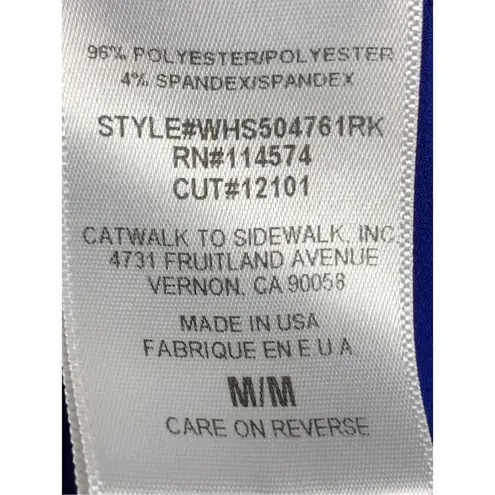 96% POLYESTER/POLYESTER
4% SPANDEX/SPANDEX
STYLE#WHS504761RK
RN#114574
CUT#12101
CATWALK TO SIDEWALK, INC.
4731 FRUITLAND AVENUE
VERNON, CA 90058
MADE IN USA
FABRIQUE EN E U A
M/M
CARE ON REVERSE